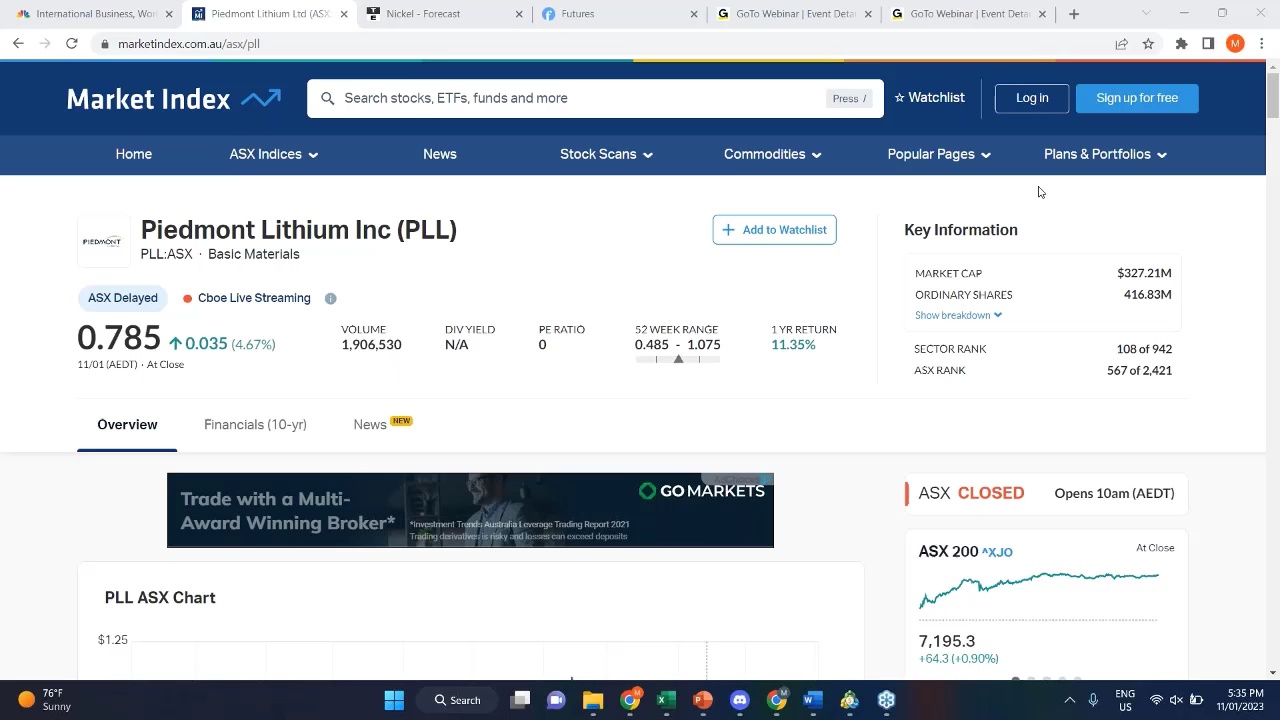 International Business, Worl
Piedmont Lithium Ltd (ASX:
Nickel - Forecast
Futures
GoTo Webinar | Event Deta
GoTo Webinar | Event Deta
marketindex.com.au/asx/pll
M
Market Index
Search stocks, ETFs, funds and more
Press /
☆ Watchlist
Log in
Sign up for free
Home
ASX Indices
News
Stock Scans
Commodities
Popular Pages
Plans & Portfolios
PIEDMONT
Piedmont Lithium Inc (PLL)
PLL:ASX · Basic Materials
+ Add to Watchlist
ASX Delayed
Cboe Live Streaming
0.785 ↑ 0.035 (4.67%)
11/01 (AEDT) · At Close
VOLUME
1,906,530
DIV YIELD
N/A
PE RATIO
0
52 WEEK RANGE
0.485 - 1.075
1 YR RETURN
11.35%
Key Information
MARKET CAP $327.21M
ORDINARY SHARES 416.83M
Show breakdown
SECTOR RANK 108 of 942
ASX RANK 567 of 2,421
Overview
Financials (10-yr)
News NEW
Trade with a Multi-
Award Winning Broker*
*Investment Trends Australia Leverage Trading Report 2021
Trading derivatives is risky and losses can exceed deposits
GO MARKETS
ASX CLOSED Opens 10am (AEDT)
ASX 200 ^XJO At Close
7,195.3
+64.3 (+0.90%)
PLL ASX Chart
$1.25
76°F
Sunny
Search
ENG
US
5:35 PM
11/01/2023